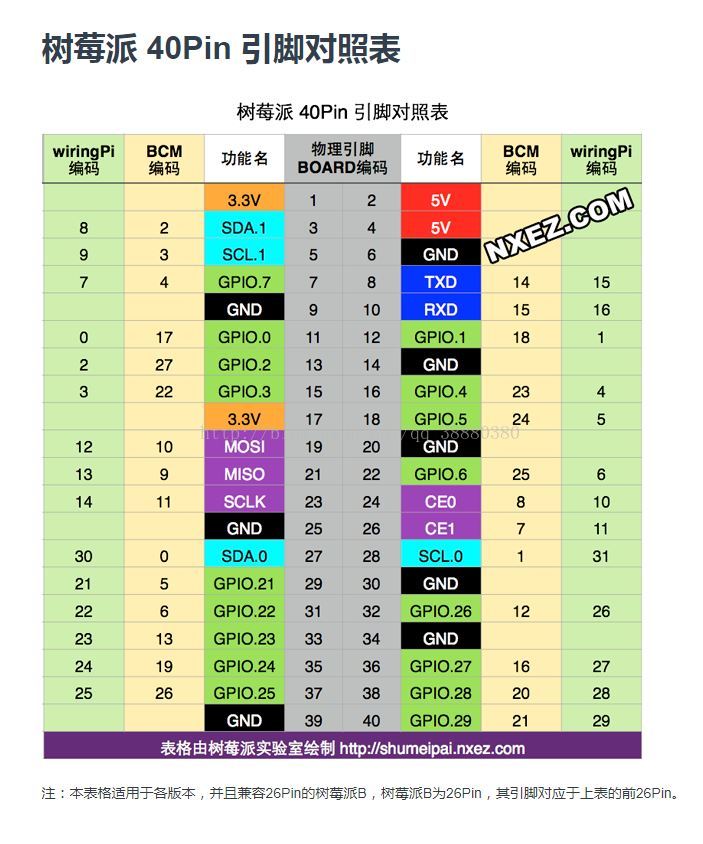 树莓派 40Pin 引脚对照表
树莓派 40Pin 引脚对照表
wiringPi 编码 BCM 编码 功能名 物理引脚 BOARD编码 功能名 BCM 编码 wiringPi 编码
3.3V 1 2 5V
8 2 SDA.1 3 4 5V
NXEZ.COM
9 3 SCL.1 5 6 GND
7 4 GPIO.7 7 8 TXD 14 15
GND 9 10 RXD 15 16
0 17 GPIO.0 11 12 GPIO.1 18 1
2 27 GPIO.2 13 14 GND
3 22 GPIO.3 15 16 GPIO.4 23 4
3.3V 17 18 GPIO.5 24 5
12 10 MOSI 19 20 GND
13 9 MISO 21 22 GPIO.6 25 6
14 11 SCLK 23 24 CE0 8 10
GND 25 26 CE1 7 11
30 0 SDA.0 27 28 SCL.0 1 31
21 5 GPIO.21 29 30 GND
22 6 GPIO.22 31 32 GPIO.26 12 26
23 13 GPIO.23 33 34 GND
24 19 GPIO.24 35 36 GPIO.27 16 27
25 26 GPIO.25 37 38 GPIO.28 20 28
GND 39 40 GPIO.29 21 29
表格由树莓派实验室绘制 http://shumeipai.nxez.com
注：本表格适用于各版本，并且兼容26Pin的树莓派B，树莓派B为26Pin，其引脚对应于上表的前26Pin。